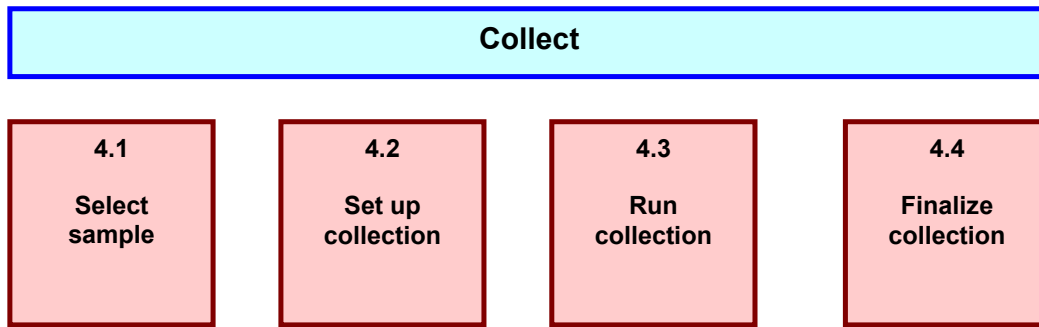 Collect
4.1
Select
sample
4.2
Set up
collection
4.3
Run
collection
4.4
Finalize
collection